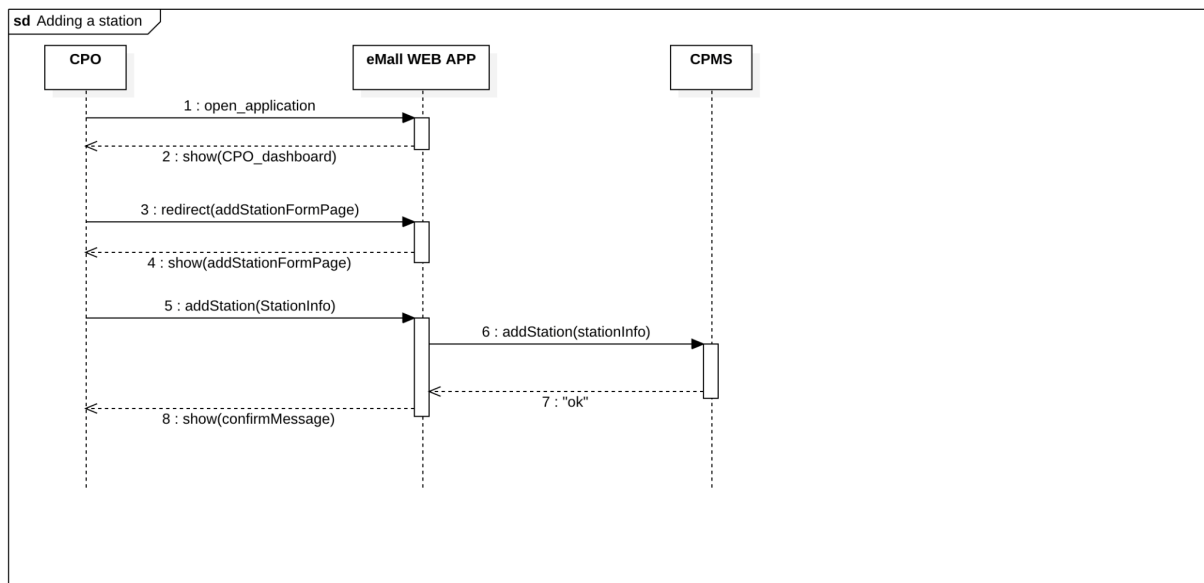 sd Adding a station
CPO
eMall WEB APP
CPMS
1 : open_application
2 : show(CPO_dashboard)
3 : redirect(addStationFormPage)
4 : show(addStationFormPage)
5 : addStation(StationInfo)
6 : addStation(stationInfo)
7 : "ok"
8 : show(confirmMessage)